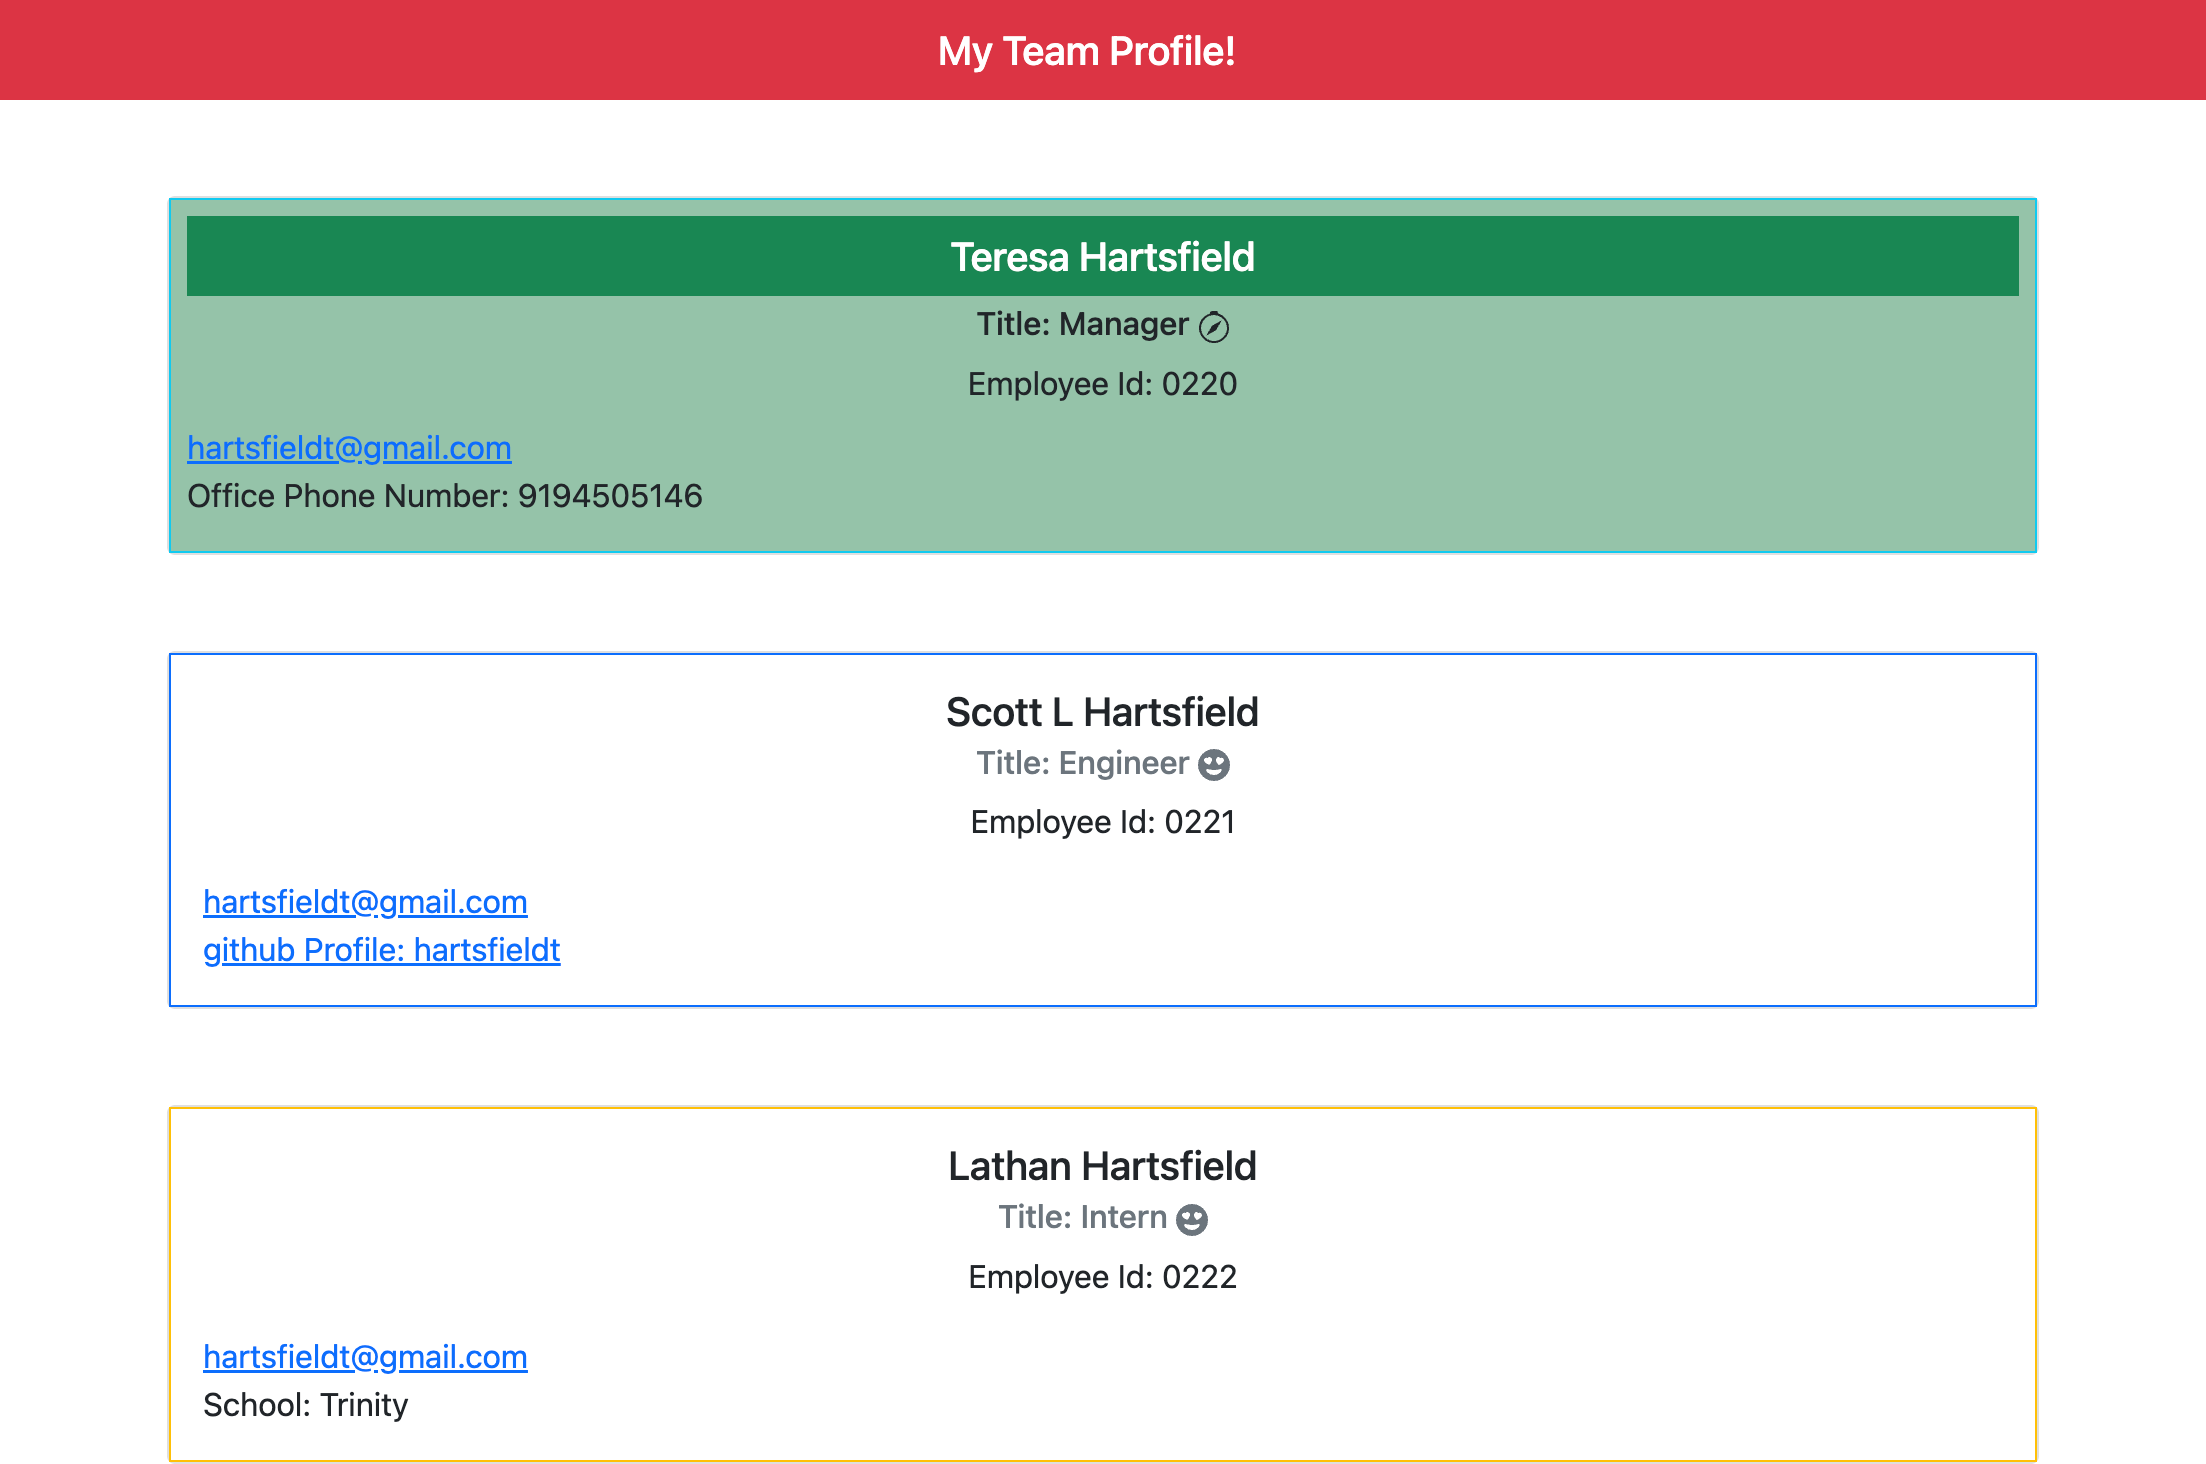 My Team Profile!
Teresa Hartsfield
Title: Manager
Employee Id: 0220
hartsfieldt@gmail.com
Office Phone Number: 9194505146
Scott L Hartsfield
Title: Engineer
Employee Id: 0221
hartsfieldt@gmail.com
github Profile: hartsfieldt
Lathan Hartsfield
Title: Intern
Employee Id: 0222
hartsfieldt@gmail.com
School: Trinity